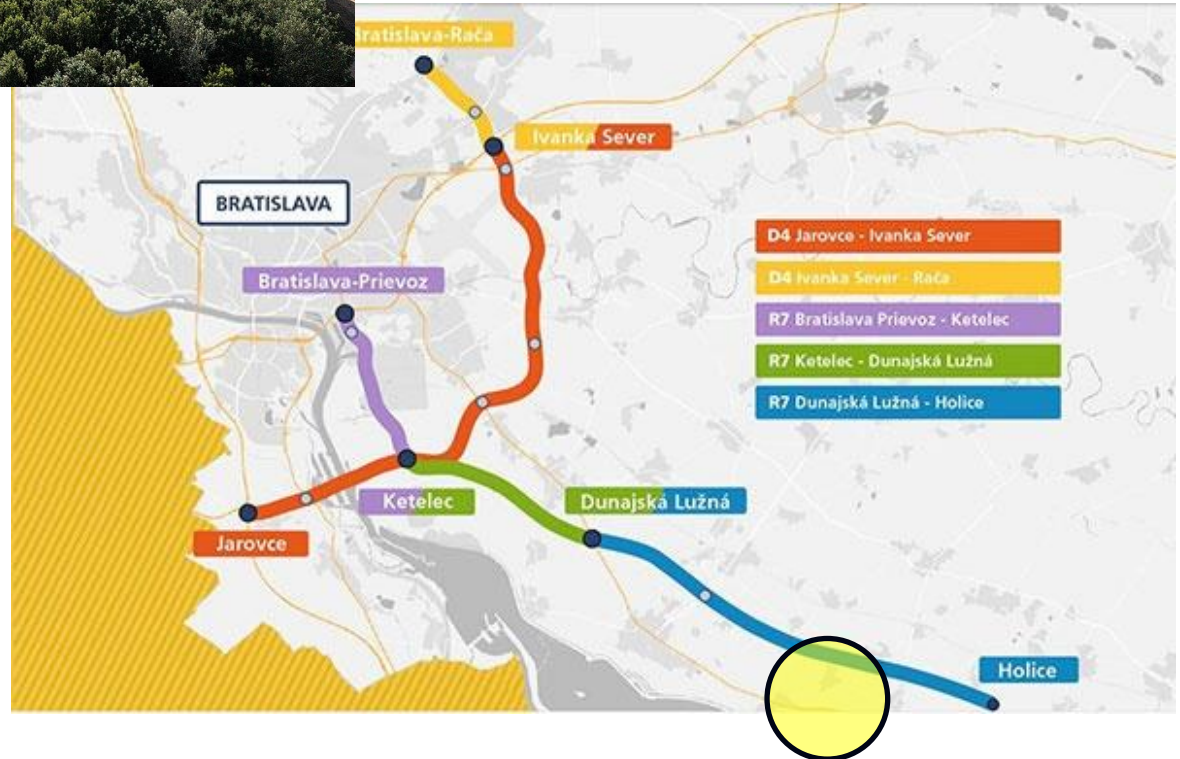 Bratislava-Rača
Ivanka Sever
BRATISLAVA
Bratislava-Prievoz
D4 Jarovce - Ivanka Sever
D4 Ivanka Sever - Rača
R7 Bratislava Prievoz - Ketelec
R7 Ketelec - Dunajská Lužná
R7 Dunajská Lužná - Holice
Ketelec
Dunajská Lužná
Jarovce
Holice